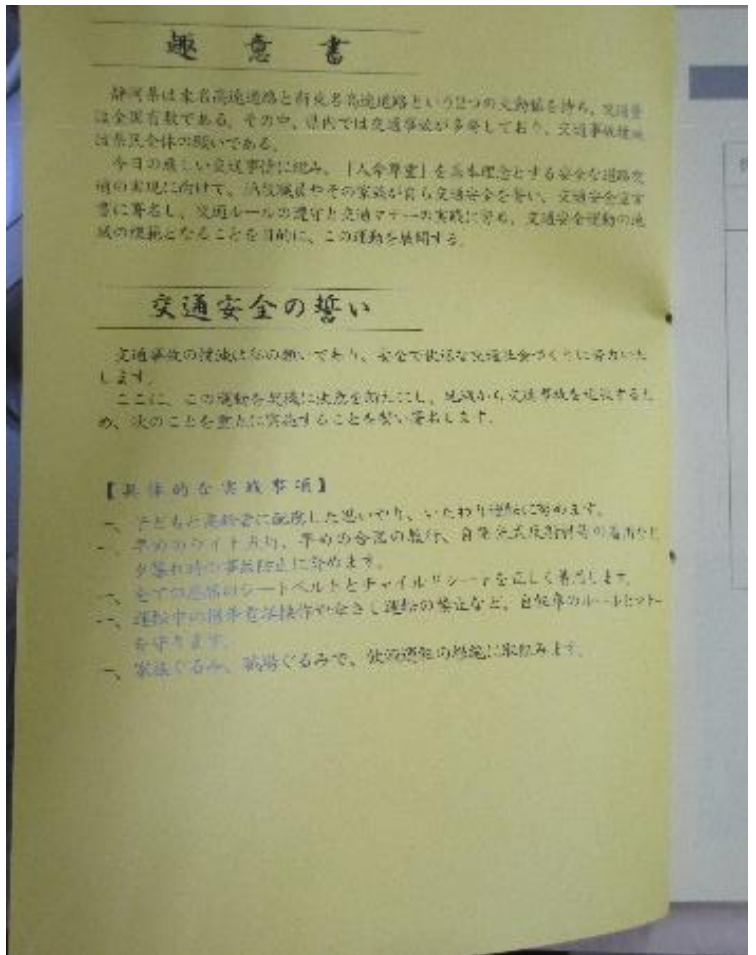 趣意書
静岡県は東名高速道路と新東名高速道路という2つの大動脈を持ち、交通量
は全国有数である。その中、県内では交通事故が多発しており、交通事故撲滅
は県民全体の願いである。
今日の厳しい交通事情に鑑み、「人命尊重」を基本理念とする安全な道路交
通の実現に向けて、職員やその家族が自ら交通安全を誓い、交通安全宣言
書に署名し、交通ルールの遵守と交通マナーの実践に努め、交通安全運動の地
域の模範となることを目的に、この運動を展開する。
交通安全の誓い
交通事故の撲滅は私の願いであり、安全で快適な交通社会づくりに努力いた
します。
ここに、この運動を契機に決意を新たにし、地域から交通事故を撲滅するた
め、次のことを重点に実施することを誓い署名します。
【具体的な実践事項】
一、子どもと高齢者に配慮した思いやり、いたわり運転に努めます。
一、早めのライト点灯、早めの合図の励行、自発光式反射材等の着用など
夕暮れ時の事故防止に努めます。
一、全ての座席のシートベルトとチャイルドシートを正しく着用します。
一、運転中の携帯電話操作や傘さし運転の禁止など、自転車のルールとマナー
を守ります。
一、家族ぐるみ、職場ぐるみで、飲酒運転の根絶に取組みます。